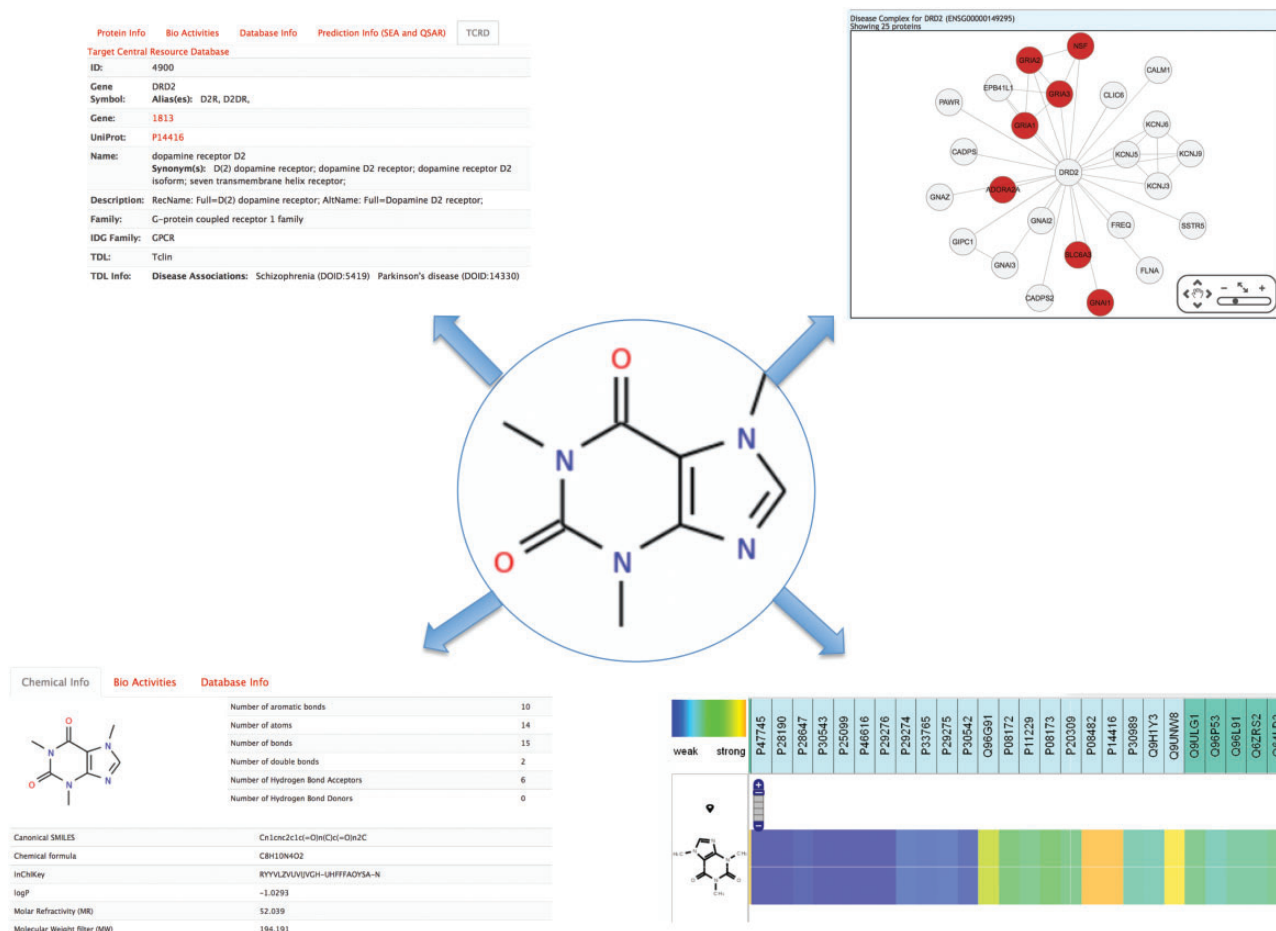 Protein Info Bio Activities Database Info Prediction Info (SEA and QSAR) TCRD
Target Central Resource Database
ID: 4900
Gene DRD2
Symbol: Alias(es): D2R, D2DR,
Gene: 1813
UniProt: P14416
Name: dopamine receptor D2
Synonym(s): D(2) dopamine receptor; dopamine D2 receptor; dopamine receptor D2
isoform; seven transmembrane helix receptor;
Description: RecName: Full=D(2) dopamine receptor; AltName: Full=Dopamine D2 receptor;
Family: G-protein coupled receptor 1 family
IDG Family: GPCR
TDL: Tclin
TDL Info: Disease Associations: Schizophrenia (DOID:5419) Parkinson's disease (DOID:14330)
Disease Complex for DRD2 (ENSG00000149295)
Showing 25 proteins
NSF
GRIA2
CALM1
EPB41L1
GRIA3
CLIC6
PAWR
GRIA1
KCNJ6
CADPS
KCNJ5
KCNJ9
DRD2
KCNJ3
ADORA2A
GNAZ
GNAI2
FREQ
SSTR5
GIPC1
SLC6A3
GNAI3
FLNA
CADPS2
GNAI1
O
N
N
O
N
N
Chemical Info Bio Activities Database Info
O
N
N
O
N
N
Number of aromatic bonds 10
Number of atoms 14
Number of bonds 15
Number of double bonds 2
Number of Hydrogen Bond Acceptors 6
Number of Hydrogen Bond Donors 0
Canonical SMILES Cn1cnc2c1c(=O)n(C)c(=O)n2C
Chemical formula C8H10N4O2
InChiKey RYYVLZVUVIJVGH-UHFFFAOYSA-N
logP -1.0293
Molar Refractivity (MR) 52.039
Molecular Weight filter (MW) 194.191
weak strong
P47745
P28190
P28647
P30543
P25099
P46616
P29276
P29274
P33765
P29275
P30542
Q96G91
P08172
P11229
P08173
P20309
P08482
P14416
P30989
Q9H1Y3
Q9UNW8
Q9ULG1
Q96P53
Q96L91
Q6ZRS2
N
H₃C N
N CH₃
O N O
CH₃